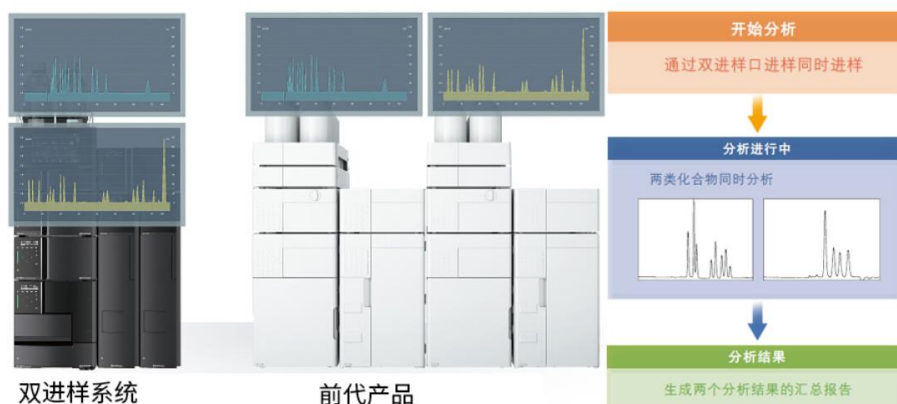 双进样系统
前代产品
开始分析
通过双进样口进样同时进样
分析进行中
两类化合物同时分析
分析结果
生成两个分析结果的汇总报告